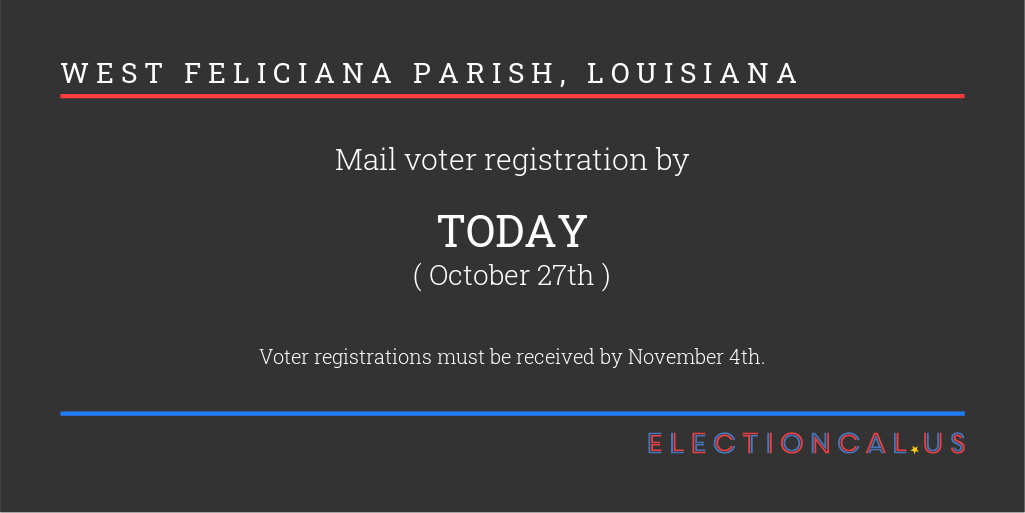 WEST FELICIANA PARISH, LOUISIANA
Mail voter registration by
TODAY
( October 27th )
Voter registrations must be received by November 4th.
ELECTIONCAL.US